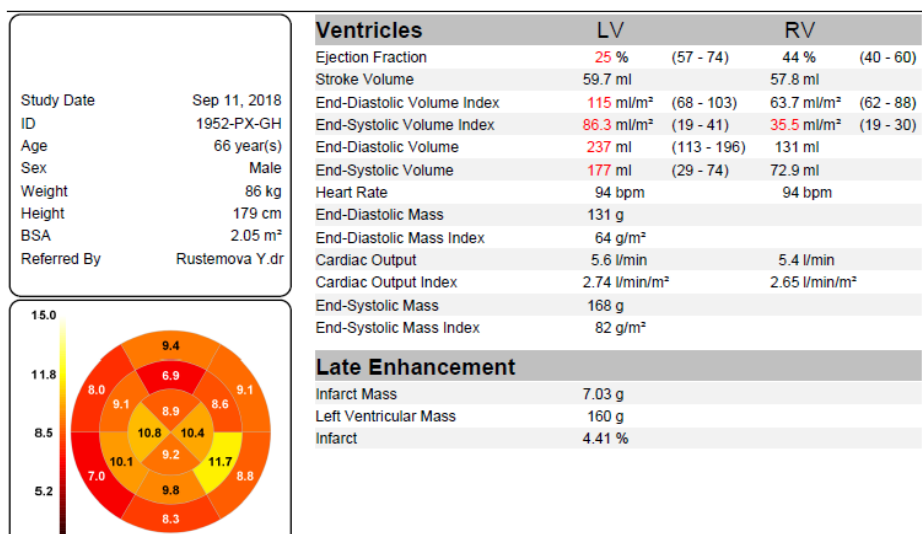 Study Date Sep 11, 2018
ID 1952-PX-GH
Age 66 year(s)
Sex Male
Weight 86 kg
Height 179 cm
BSA 2.05 m²
Referred By Rustemova Y.dr
Ventricles LV RV
Ejection Fraction 25 % (57 - 74) 44 % (40 - 60)
Stroke Volume 59.7 ml 57.8 ml
End-Diastolic Volume Index 115 ml/m² (68 - 103) 63.7 ml/m² (62 - 88)
End-Systolic Volume Index 86.3 ml/m² (19 - 41) 35.5 ml/m² (19 - 30)
End-Diastolic Volume 237 ml (113 - 196) 131 ml
End-Systolic Volume 177 ml (29 - 74) 72.9 ml
Heart Rate 94 bpm 94 bpm
End-Diastolic Mass 131 g
End-Diastolic Mass Index 64 g/m²
Cardiac Output 5.6 l/min 5.4 l/min
Cardiac Output Index 2.74 l/min/m² 2.65 l/min/m²
End-Systolic Mass 168 g
End-Systolic Mass Index 82 g/m²
Late Enhancement
Infarct Mass 7.03 g
Left Ventricular Mass 160 g
Infarct 4.41 %
15.0
11.8
8.5
5.2
9.4
6.9
8.0
9.1
9.1
8.6
8.9
10.8
10.4
9.2
10.1
11.7
7.0
8.8
9.8
8.3